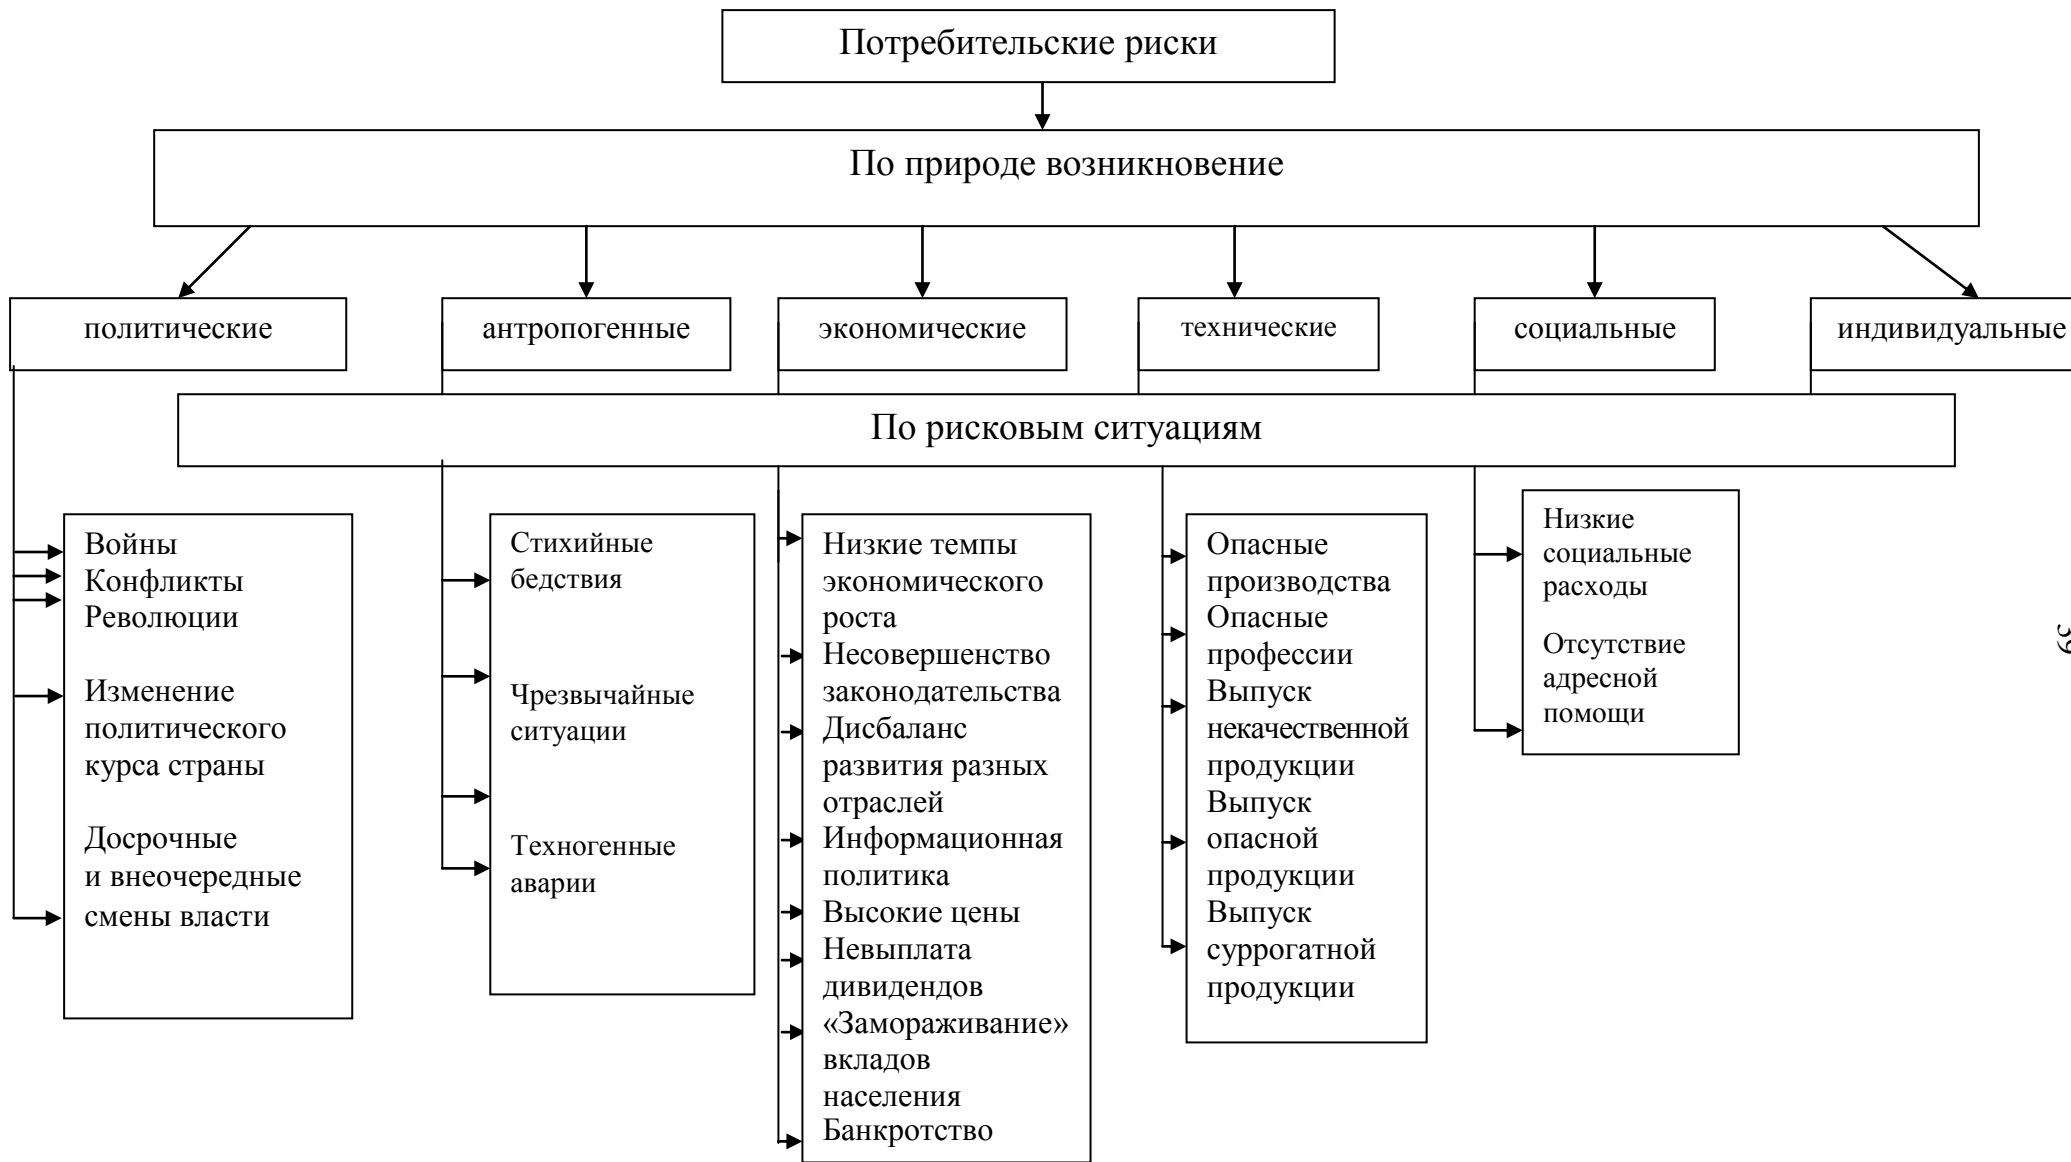 Потребительские риски
По природе возникновение
политические
антропогенные
экономические
технические
социальные
индивидуальные
По рисковым ситуациям
Войны
Конфликты
Революции
Изменение
политического
курса страны
Досрочные
и внеочередные
смены власти
Стихийные
бедствия
Чрезвычайные
ситуации
Техногенные
аварии
Низкие темпы
экономического
роста
Несовершенство
законодательства
Дисбаланс
развития разных
отраслей
Информационная
политика
Высокие цены
Невыплата
дивидендов
«Замораживание»
вкладов
населения
Банкротство
Опасные
производства
Опасные
профессии
Выпуск
некачественной
продукции
Выпуск
опасной
продукции
Выпуск
суррогатной
продукции
Низкие
социальные
расходы
Отсутствие
адресной
помощи